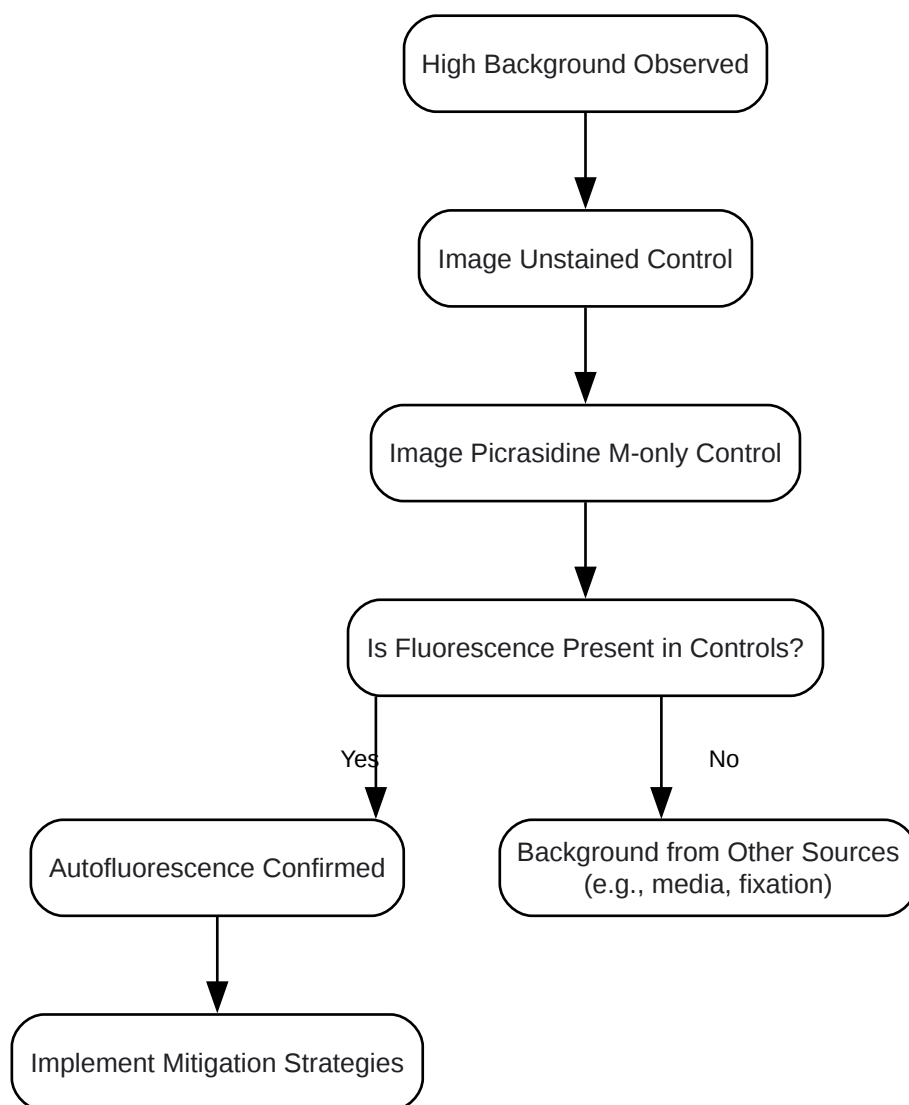 High Background Observed
Image Unstained Control
Image Picrasidine M-only Control
Is Fluorescence Present in Controls?
Yes
No
Autofluorescence Confirmed
Background from Other Sources
(e.g., media, fixation)
Implement Mitigation Strategies